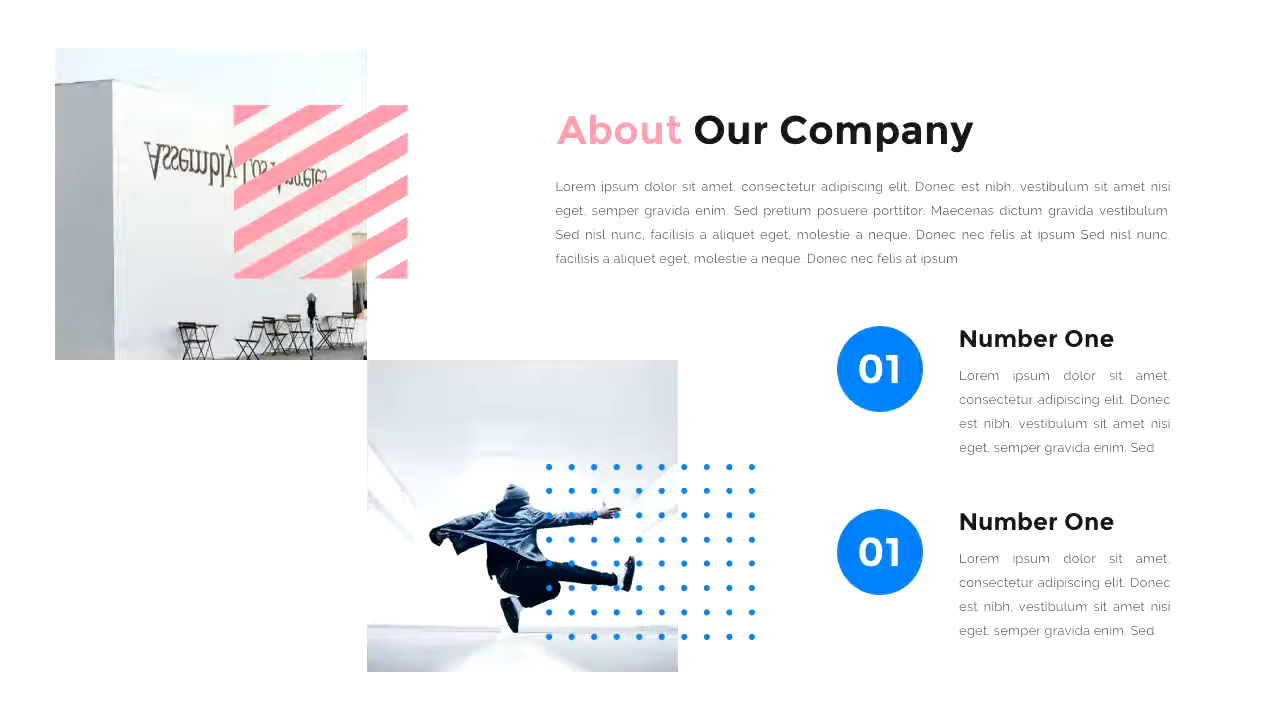 Assembly Los Angeles
About Our Company
Lorem ipsum dolor sit amet, consectetur adipiscing elit. Donec est nibh, vestibulum sit amet nisi
eget, semper gravida enim. Sed pretium posuere porttitor. Maecenas dictum gravida vestibulum
Sed nisl nunc, facilisis a aliquet eget, molestie a neque. Donec nec felis at ipsum Sed nisl nunc,
facilisis a aliquet eget, molestie a neque. Donec nec felis at ipsum
01
Number One
Lorem ipsum dolor sit amet,
consectetur adipiscing elit. Donec
est nibh, vestibulum sit amet nisi
eget, semper gravida enim. Sed
01
Number One
Lorem ipsum dolor sit amet,
consectetur adipiscing elit. Donec
est nibh, vestibulum sit amet nisi
eget, semper gravida enim. Sed